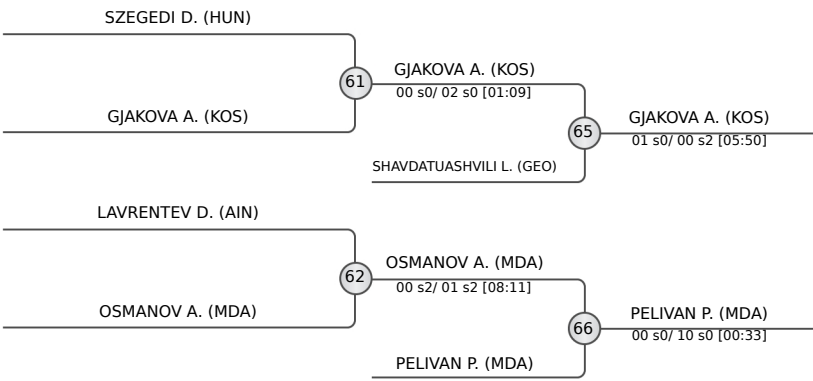 SZEGEDI D. (HUN)
61
GJAKOVA A. (KOS)
00 s0/ 02 s0 [01:09]
GJAKOVA A. (KOS)
65
GJAKOVA A. (KOS)
01 s0/ 00 s2 [05:50]
SHAVDATUASHVILI L. (GEO)
LAVRENTEV D. (AIN)
62
OSMANOV A. (MDA)
00 s2/ 01 s2 [08:11]
OSMANOV A. (MDA)
66
PELIVAN P. (MDA)
00 s0/ 10 s0 [00:33]
PELIVAN P. (MDA)